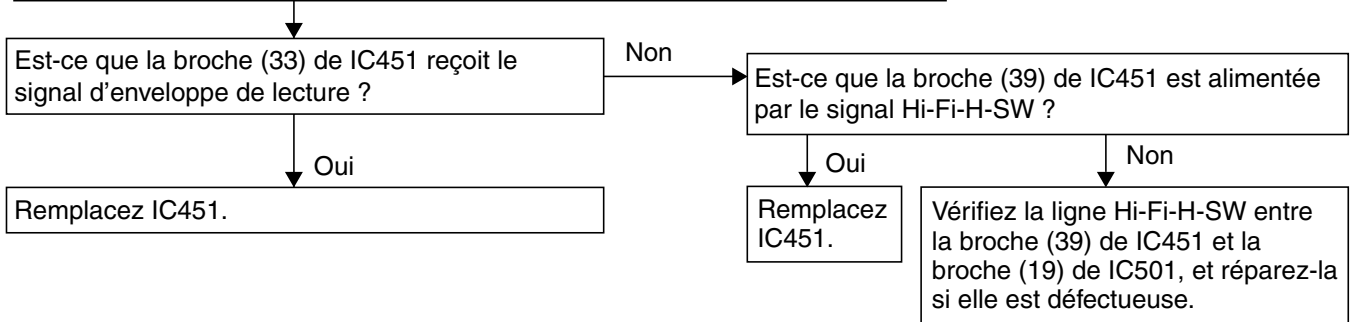 Est-ce que la broche (33) de IC451 reçoit le
signal d'enveloppe de lecture ?
Non
Est-ce que la broche (39) de IC451 est alimentée
par le signal Hi-Fi-H-SW ?
Oui
Remplacez IC451.
Oui
Remplacez
IC451.
Non
Vérifiez la ligne Hi-Fi-H-SW entre
la broche (39) de IC451 et la
broche (19) de IC501, et réparez-la
si elle est défectueuse.